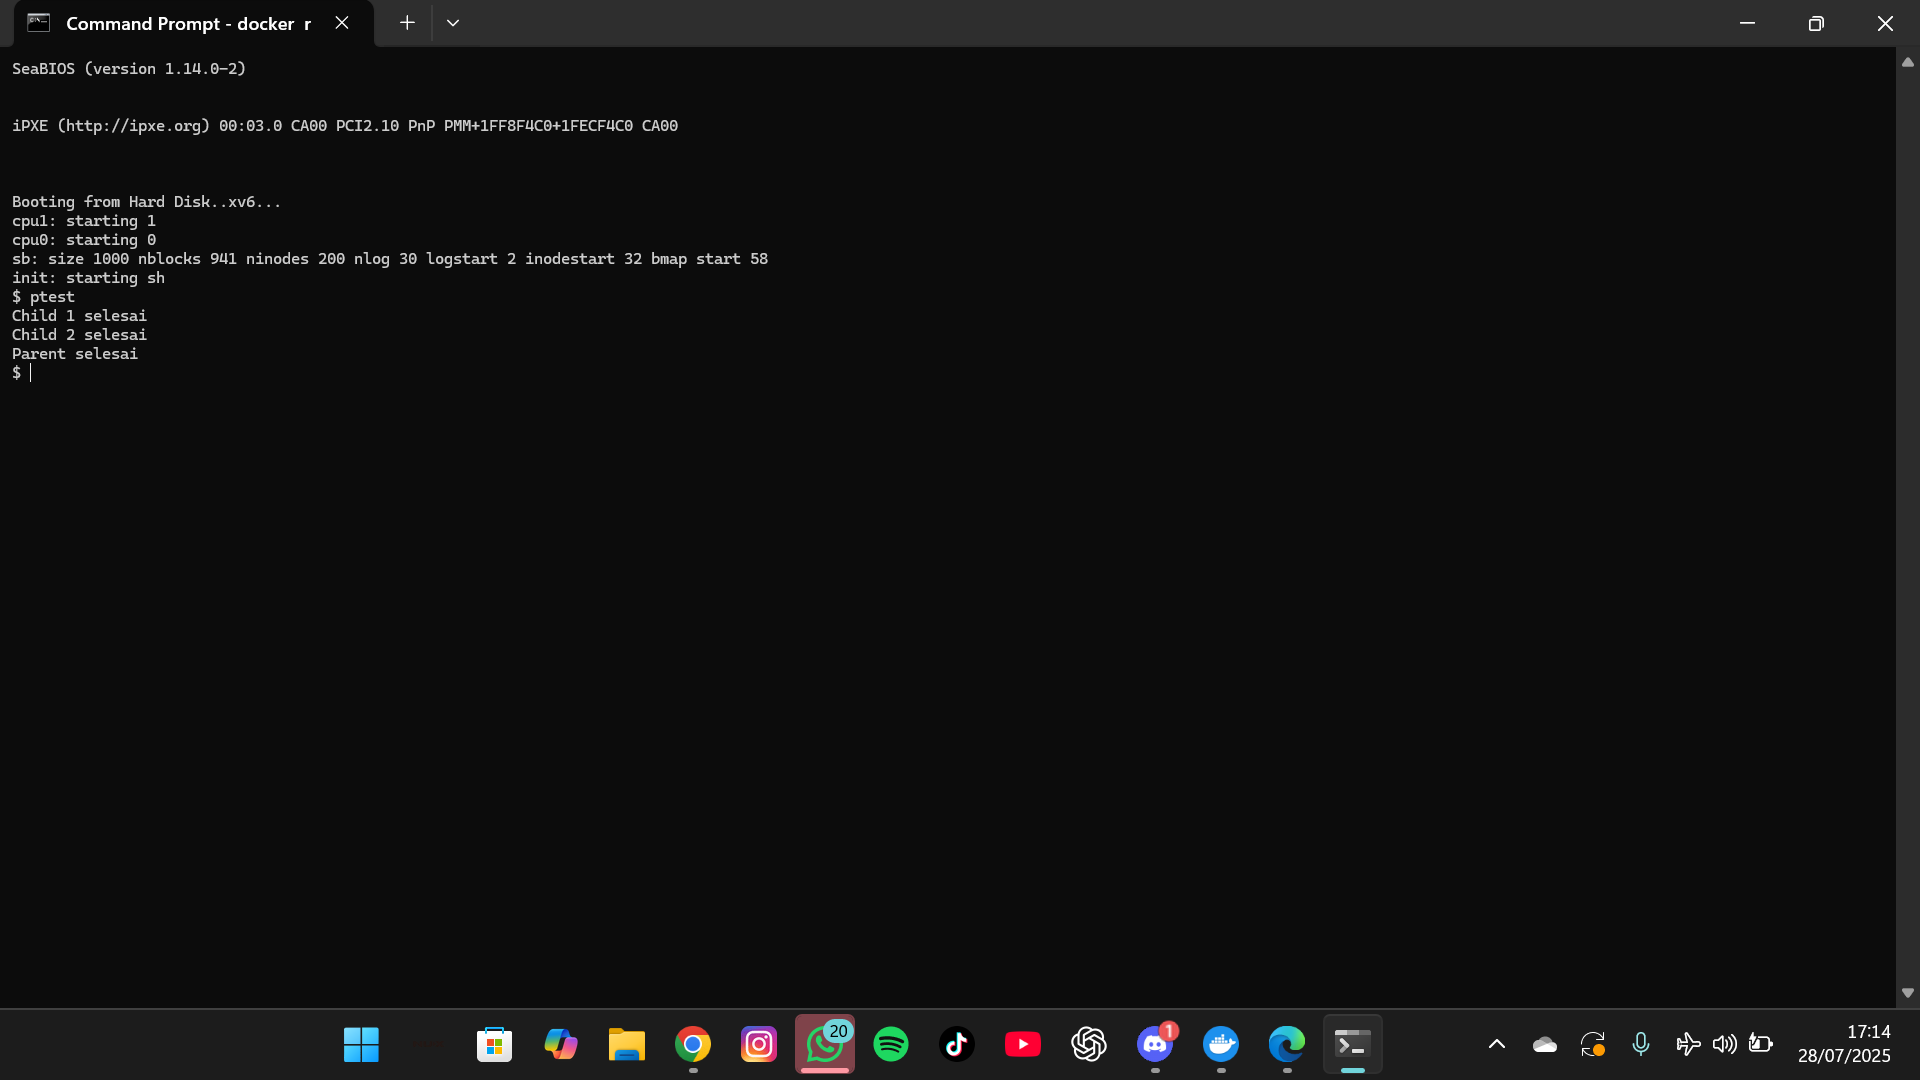 Command Prompt - docker  r
SeaBIOS (version 1.14.0-2)
iPXE (http://ipxe.org) 00:03.0 CA00 PCI2.10 PnP PMM+1FF8F4C0+1FECF4C0 CA00
Booting from Hard Disk..xv6...
cpu1: starting 1
cpu0: starting 0
sb: size 1000 nblocks 941 ninodes 200 nlog 30 logstart 2 inodestart 32 bmap start 58
init: starting sh
$ ptest
Child 1 selesai
Child 2 selesai
Parent selesai
$
20
1
17:14
28/07/2025